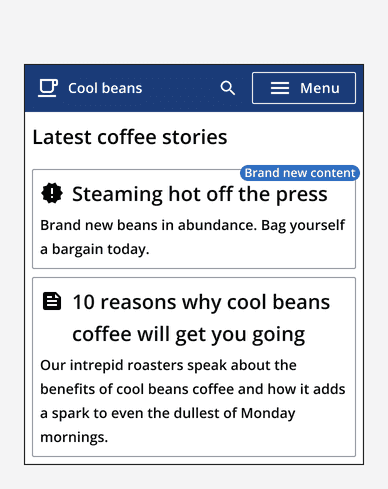 Cool beans
Menu
Latest coffee stories
Brand new content
Steaming hot off the press
Brand new beans in abundance. Bag yourself
a bargain today.
10 reasons why cool beans
coffee will get you going
Our intrepid roasters speak about the
benefits of cool beans coffee and how it adds
a spark to even the dullest of Monday
mornings.